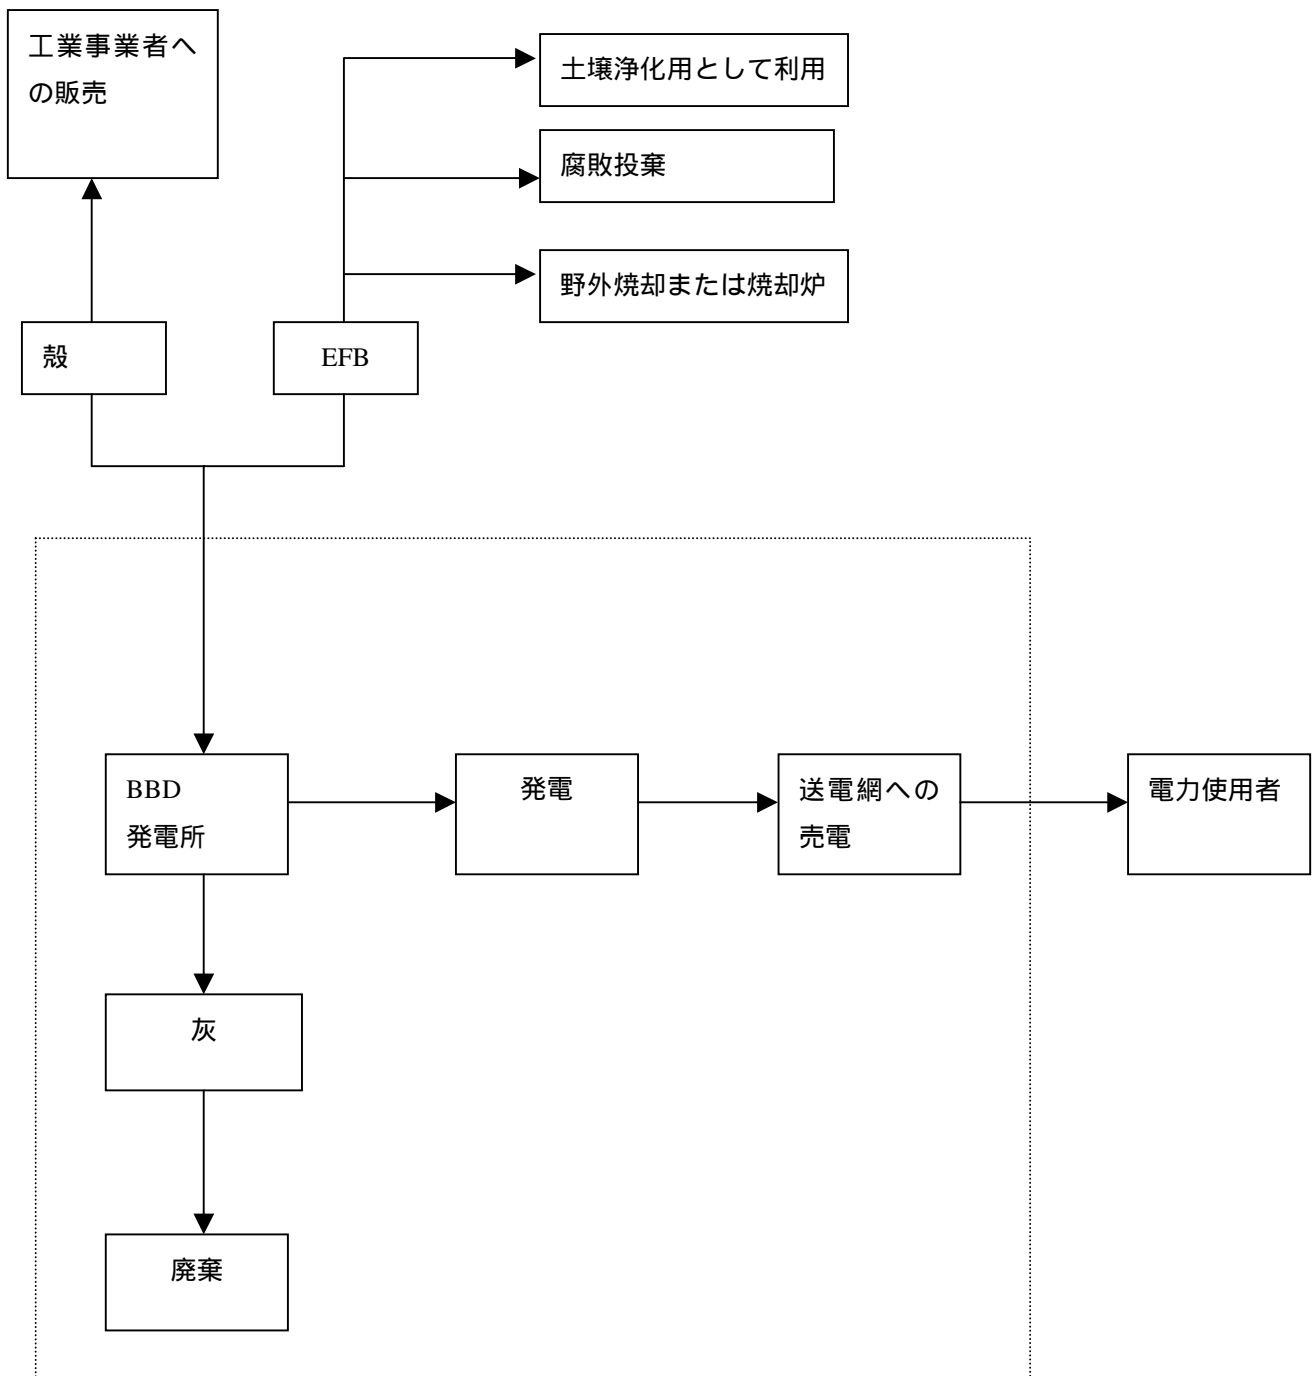 工業事業者へ
の販売
土壌浄化用として利用
腐敗投棄
野外焼却または焼却炉
殻
EFB
BBD
発電所
発電
送電網への
売電
電力使用者
灰
廃棄